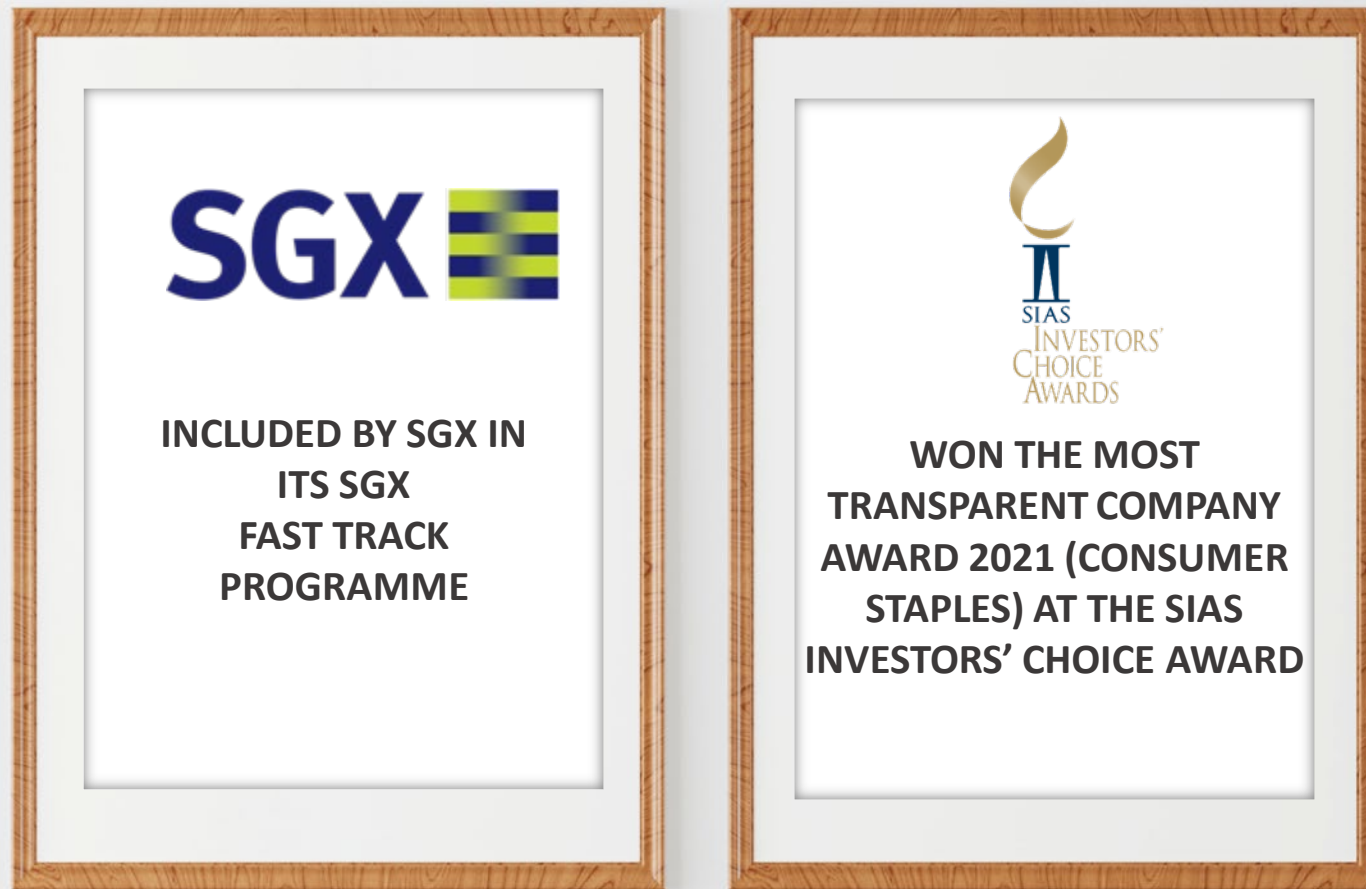 SGX
INCLUDED BY SGX IN
ITS SGX
FAST TRACK
PROGRAMME
SIAS
INVESTORS'
CHOICE
AWARDS
WON THE MOST
TRANSPARENT COMPANY
AWARD 2021 (CONSUMER
STAPLES) AT THE SIAS
INVESTORS’ CHOICE AWARD